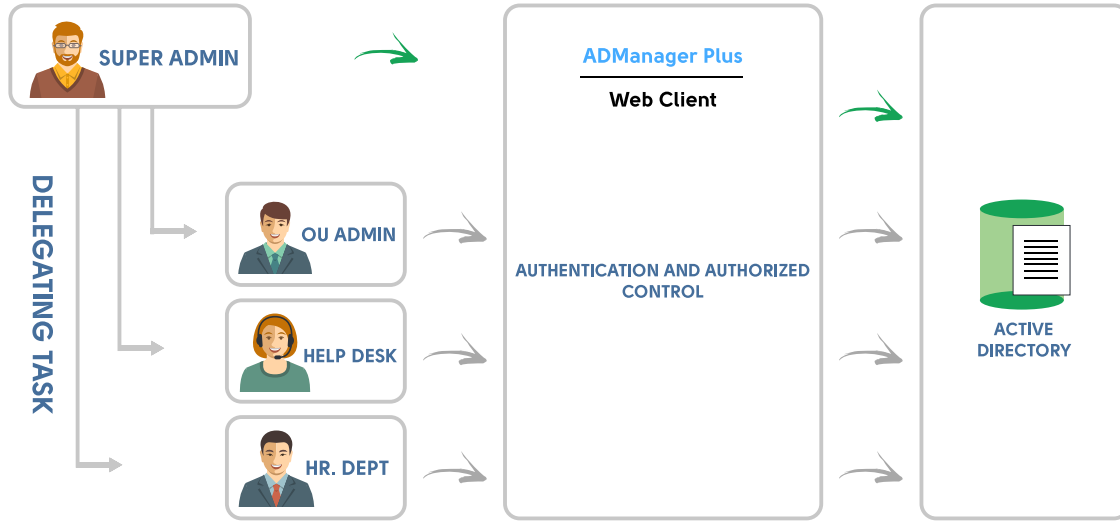 SUPER ADMIN
DELEGATING TASK
OU ADMIN
HELP DESK
HR. DEPT
ADManager Plus
Web Client
AUTHENTICATION AND AUTHORIZED
CONTROL
ACTIVE
DIRECTORY